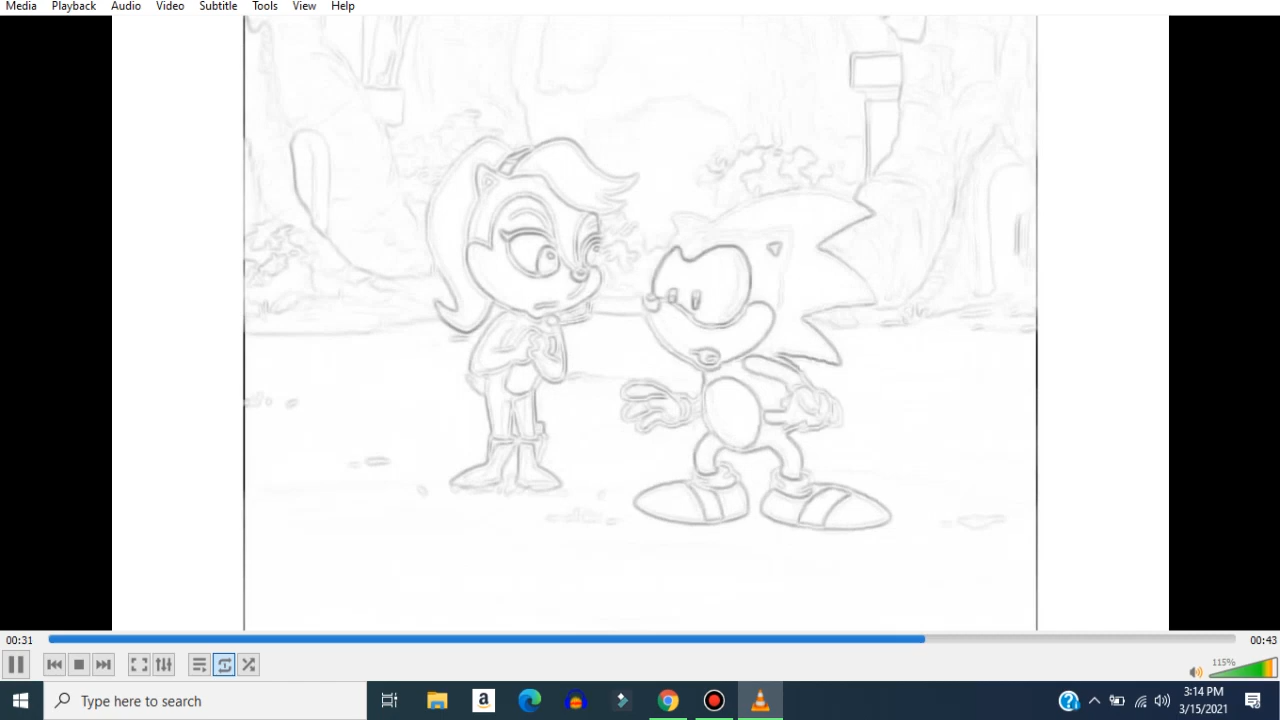 Media Playback Audio Video Subtitle Tools View Help
00:31 00:43
115%
Type here to search
a
3:14 PM
3/15/2021